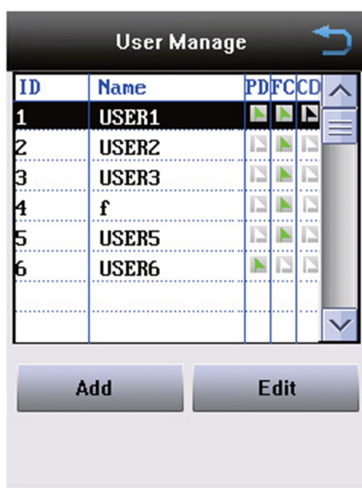 User Manage
ID Name PD FC CD
1 USER1
2 USER2
3 USER3
4 f
5 USER5
6 USER6
Add Edit